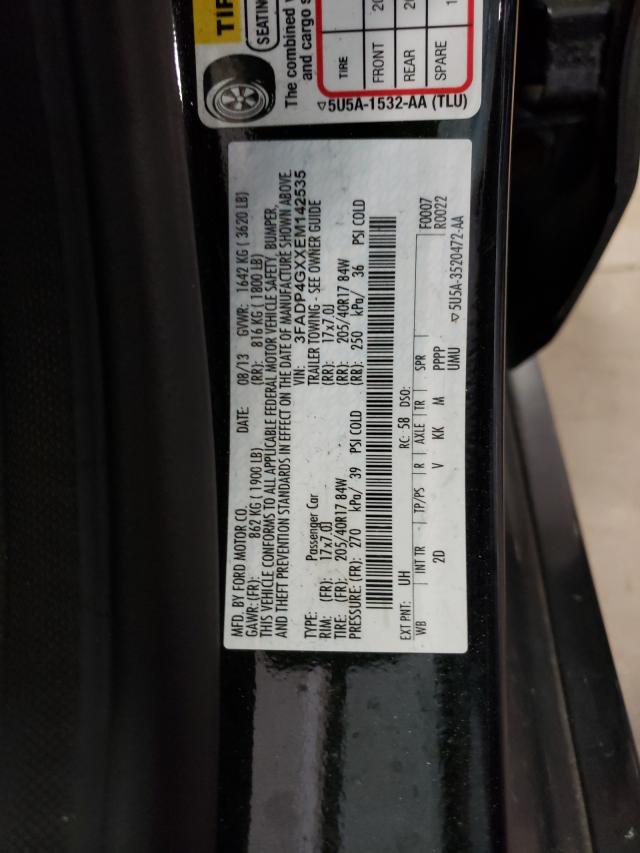 TIR
SEATING
The combined
and cargo s
TIRE
FRONT 20
REAR 20
SPARE
5U5A-1532-AA (TLU)
MFD. BY FORD MOTOR CO.
DATE: 08/13 GVWR: 1642 KG ( 3620 LB)
GAWR: (FR): 862 KG ( 1900 LB) (RR): 816 KG ( 1800 LB)
THIS VEHICLE CONFORMS TO ALL APPLICABLE FEDERAL MOTOR VEHICLE SAFETY, BUMPER,
AND THEFT PREVENTION STANDARDS IN EFFECT ON THE DATE OF MANUFACTURE SHOWN ABOVE.
VIN: 3FADP4GXXEM142535
TYPE: Passenger Car TRAILER TOWING - SEE OWNER GUIDE
RIM: (FR): 17x7.0J (RR): 17x7.0J
TIRE: (FR): 205/40R17 84W (RR): 205/40R17 84W
PRESSURE: (FR): 270 kPa/ 39 PSI COLD (RR): 250 kPa/ 36 PSI COLD
EXT PNT: UH RC: 58 DSO: F0007
WB INT TR TP/PS R AXLE TR SPR R0022
2D V KK M PPPP
UMU 5U5A-3520472-AA